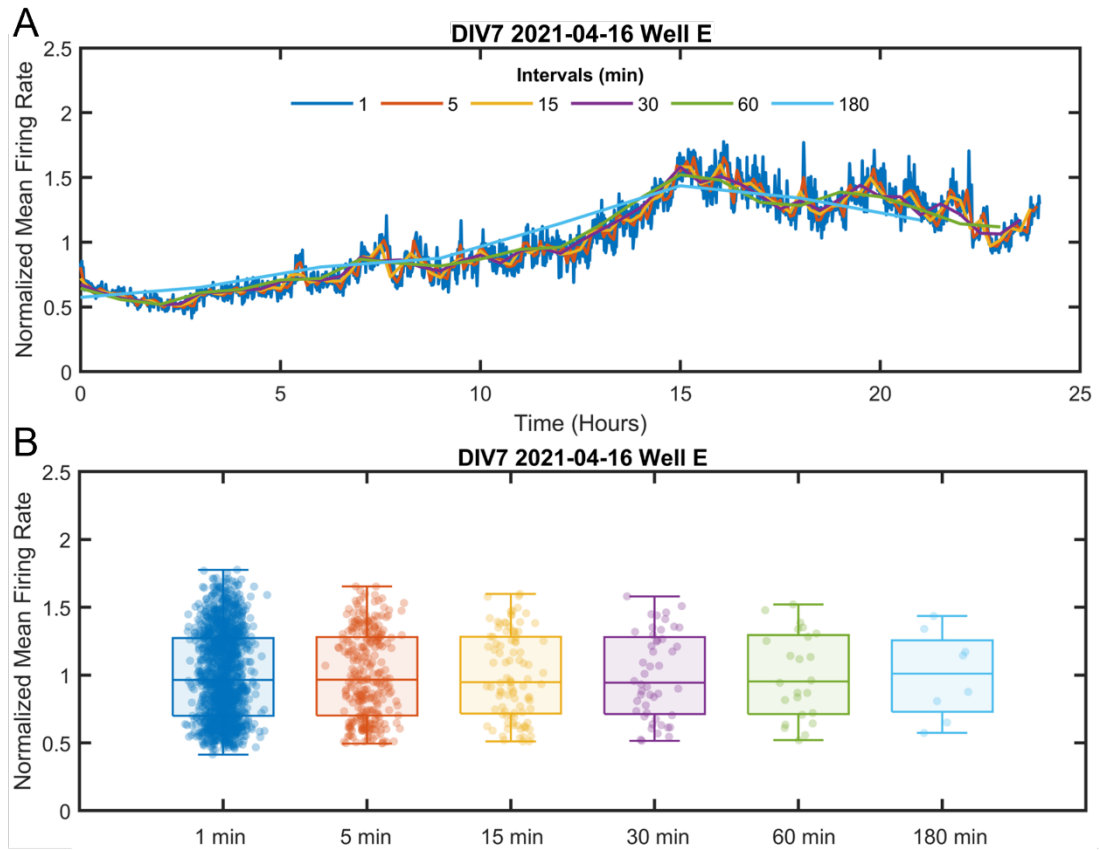 A
DIV7 2021-04-16 Well E
Intervals (min)
1 5 15 30 60 180
Normalized Mean Firing Rate
2.5
2
1.5
1
0.5
0
0 5 10 15 20 25
Time (Hours)
B
DIV7 2021-04-16 Well E
Normalized Mean Firing Rate
2.5
2
1.5
1
0.5
0
1 min 5 min 15 min 30 min 60 min 180 min